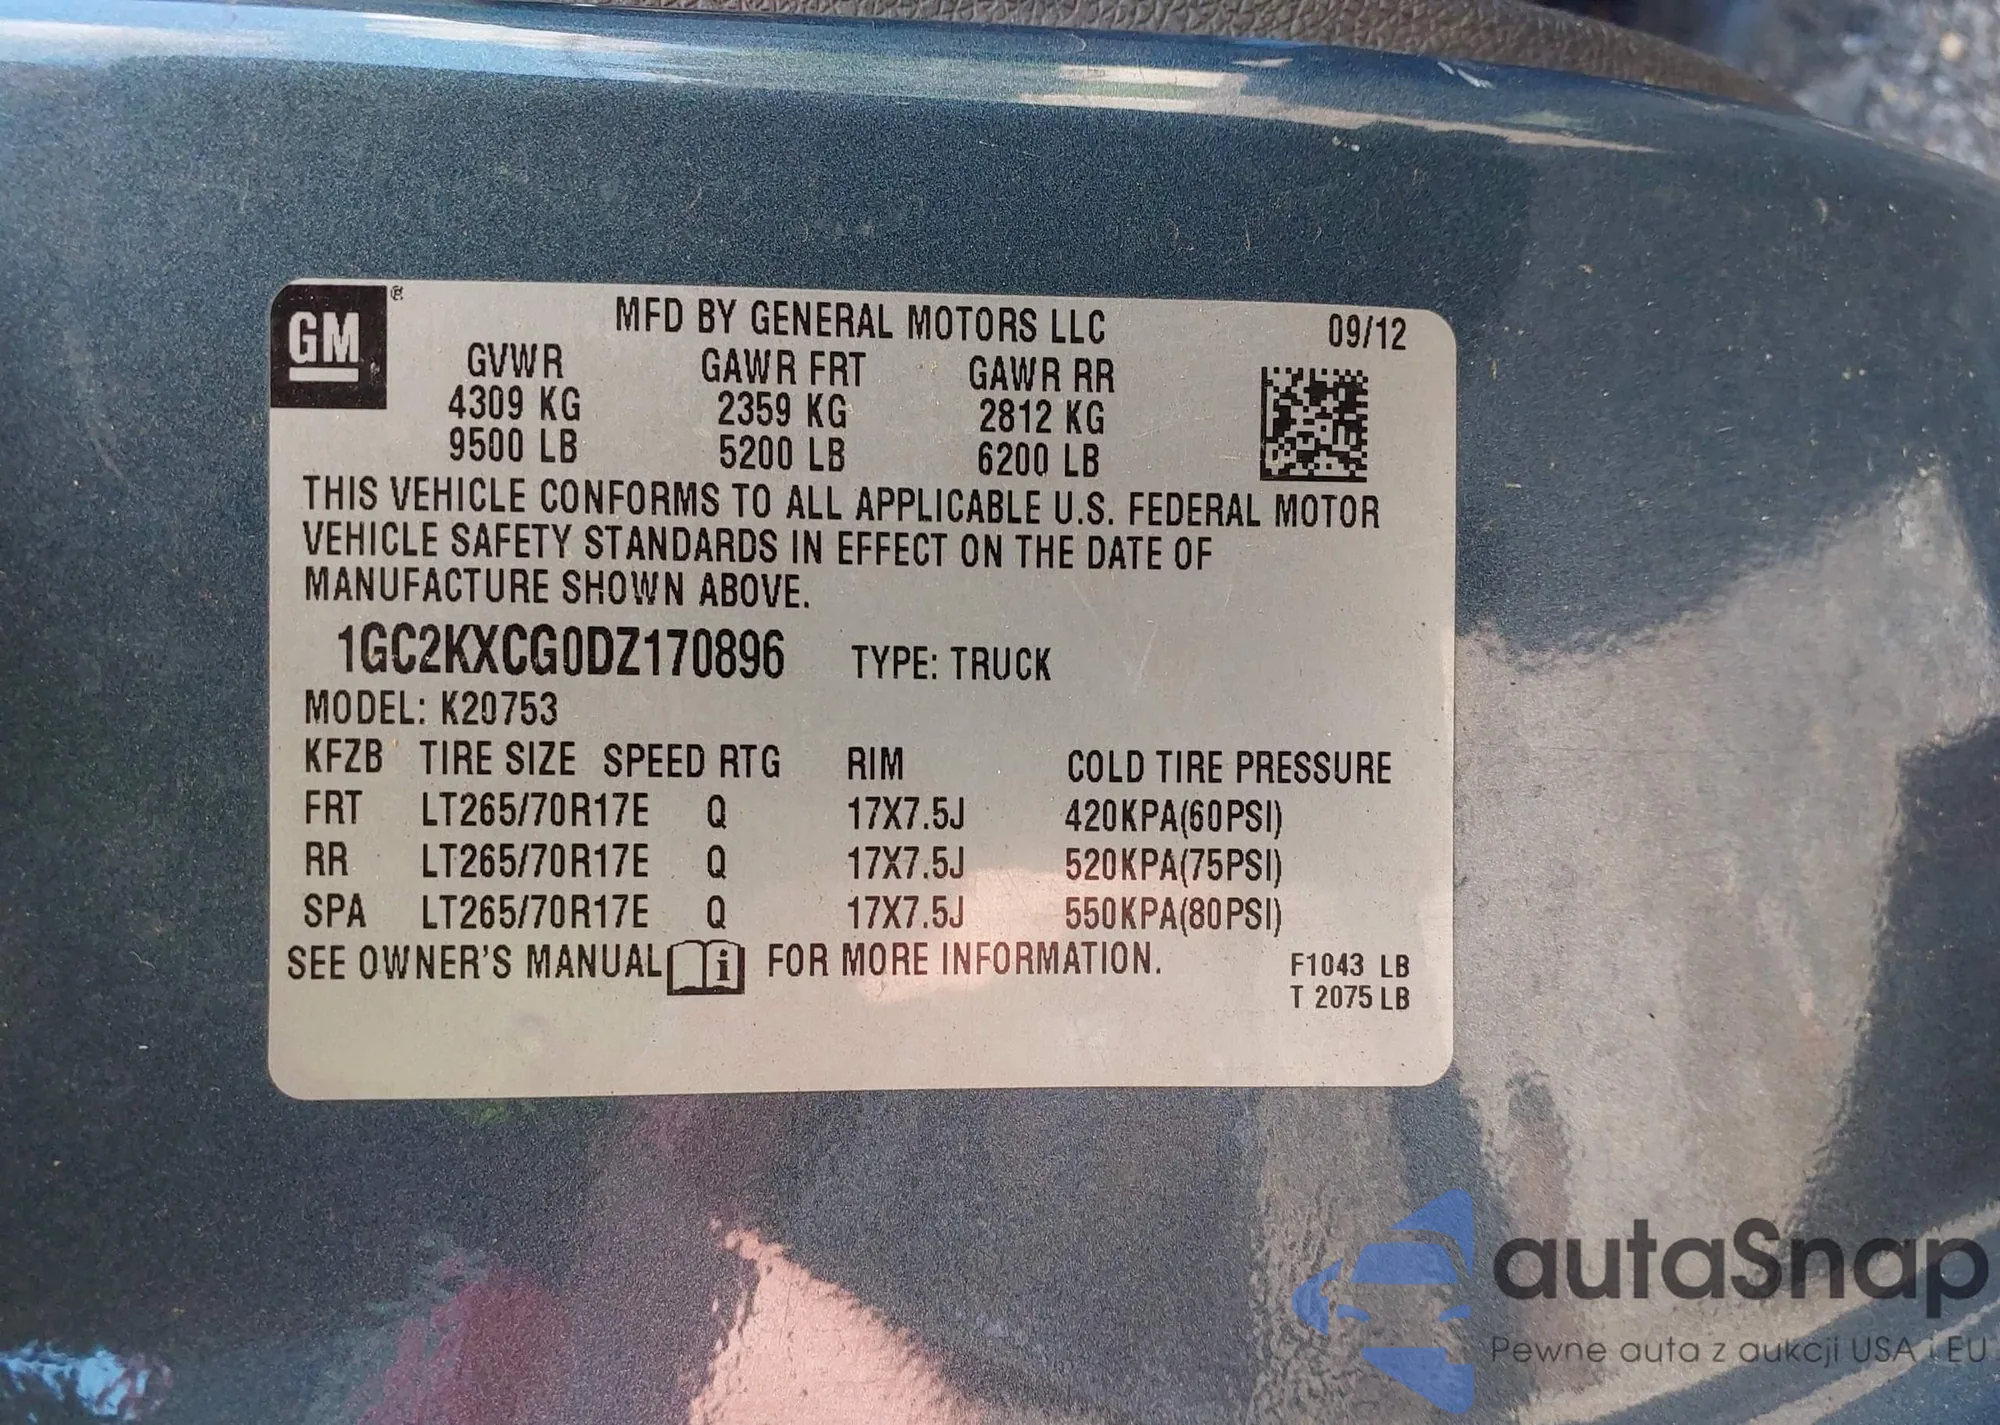 GM ®
MFD BY GENERAL MOTORS LLC 09/12
GVWR GAWR FRT GAWR RR
4309 KG 2359 KG 2812 KG
9500 LB 5200 LB 6200 LB
THIS VEHICLE CONFORMS TO ALL APPLICABLE U.S. FEDERAL MOTOR
VEHICLE SAFETY STANDARDS IN EFFECT ON THE DATE OF
MANUFACTURE SHOWN ABOVE.
1GC2KXCG0DZ170896 TYPE: TRUCK
MODEL: K20753
KFZB TIRE SIZE SPEED RTG RIM COLD TIRE PRESSURE
FRT LT265/70R17E Q 17X7.5J 420KPA(60PSI)
RR LT265/70R17E Q 17X7.5J 520KPA(75PSI)
SPA LT265/70R17E Q 17X7.5J 550KPA(80PSI)
SEE OWNER'S MANUAL i FOR MORE INFORMATION.
F1043 LB
T 2075 LB
autaSnap
Pewne auta z aukcji USA i EU